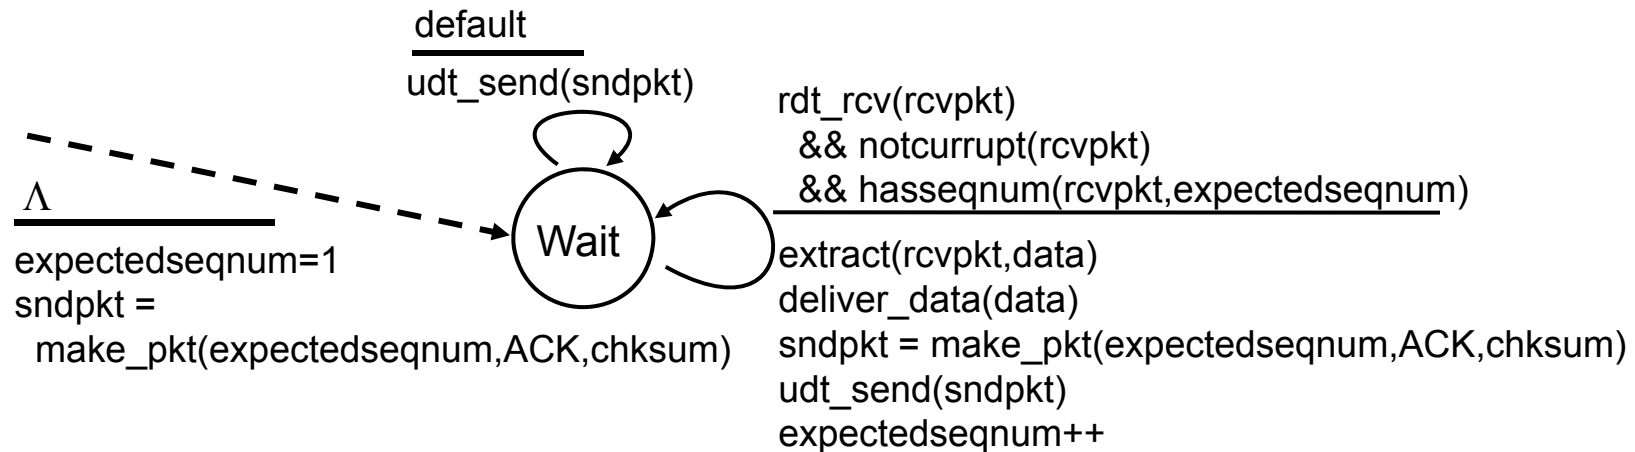 default
udt_send(sndpkt)
Λ
expectedseqnum=1
sndpkt =
make_pkt(expectedseqnum,ACK,chksum)
Wait
rdt_rcv(rcvpkt)
&& notcurrupt(rcvpkt)
&& hasseqnum(rcvpkt,expectedseqnum)
extract(rcvpkt,data)
deliver_data(data)
sndpkt = make_pkt(expectedseqnum,ACK,chksum)
udt_send(sndpkt)
expectedseqnum++